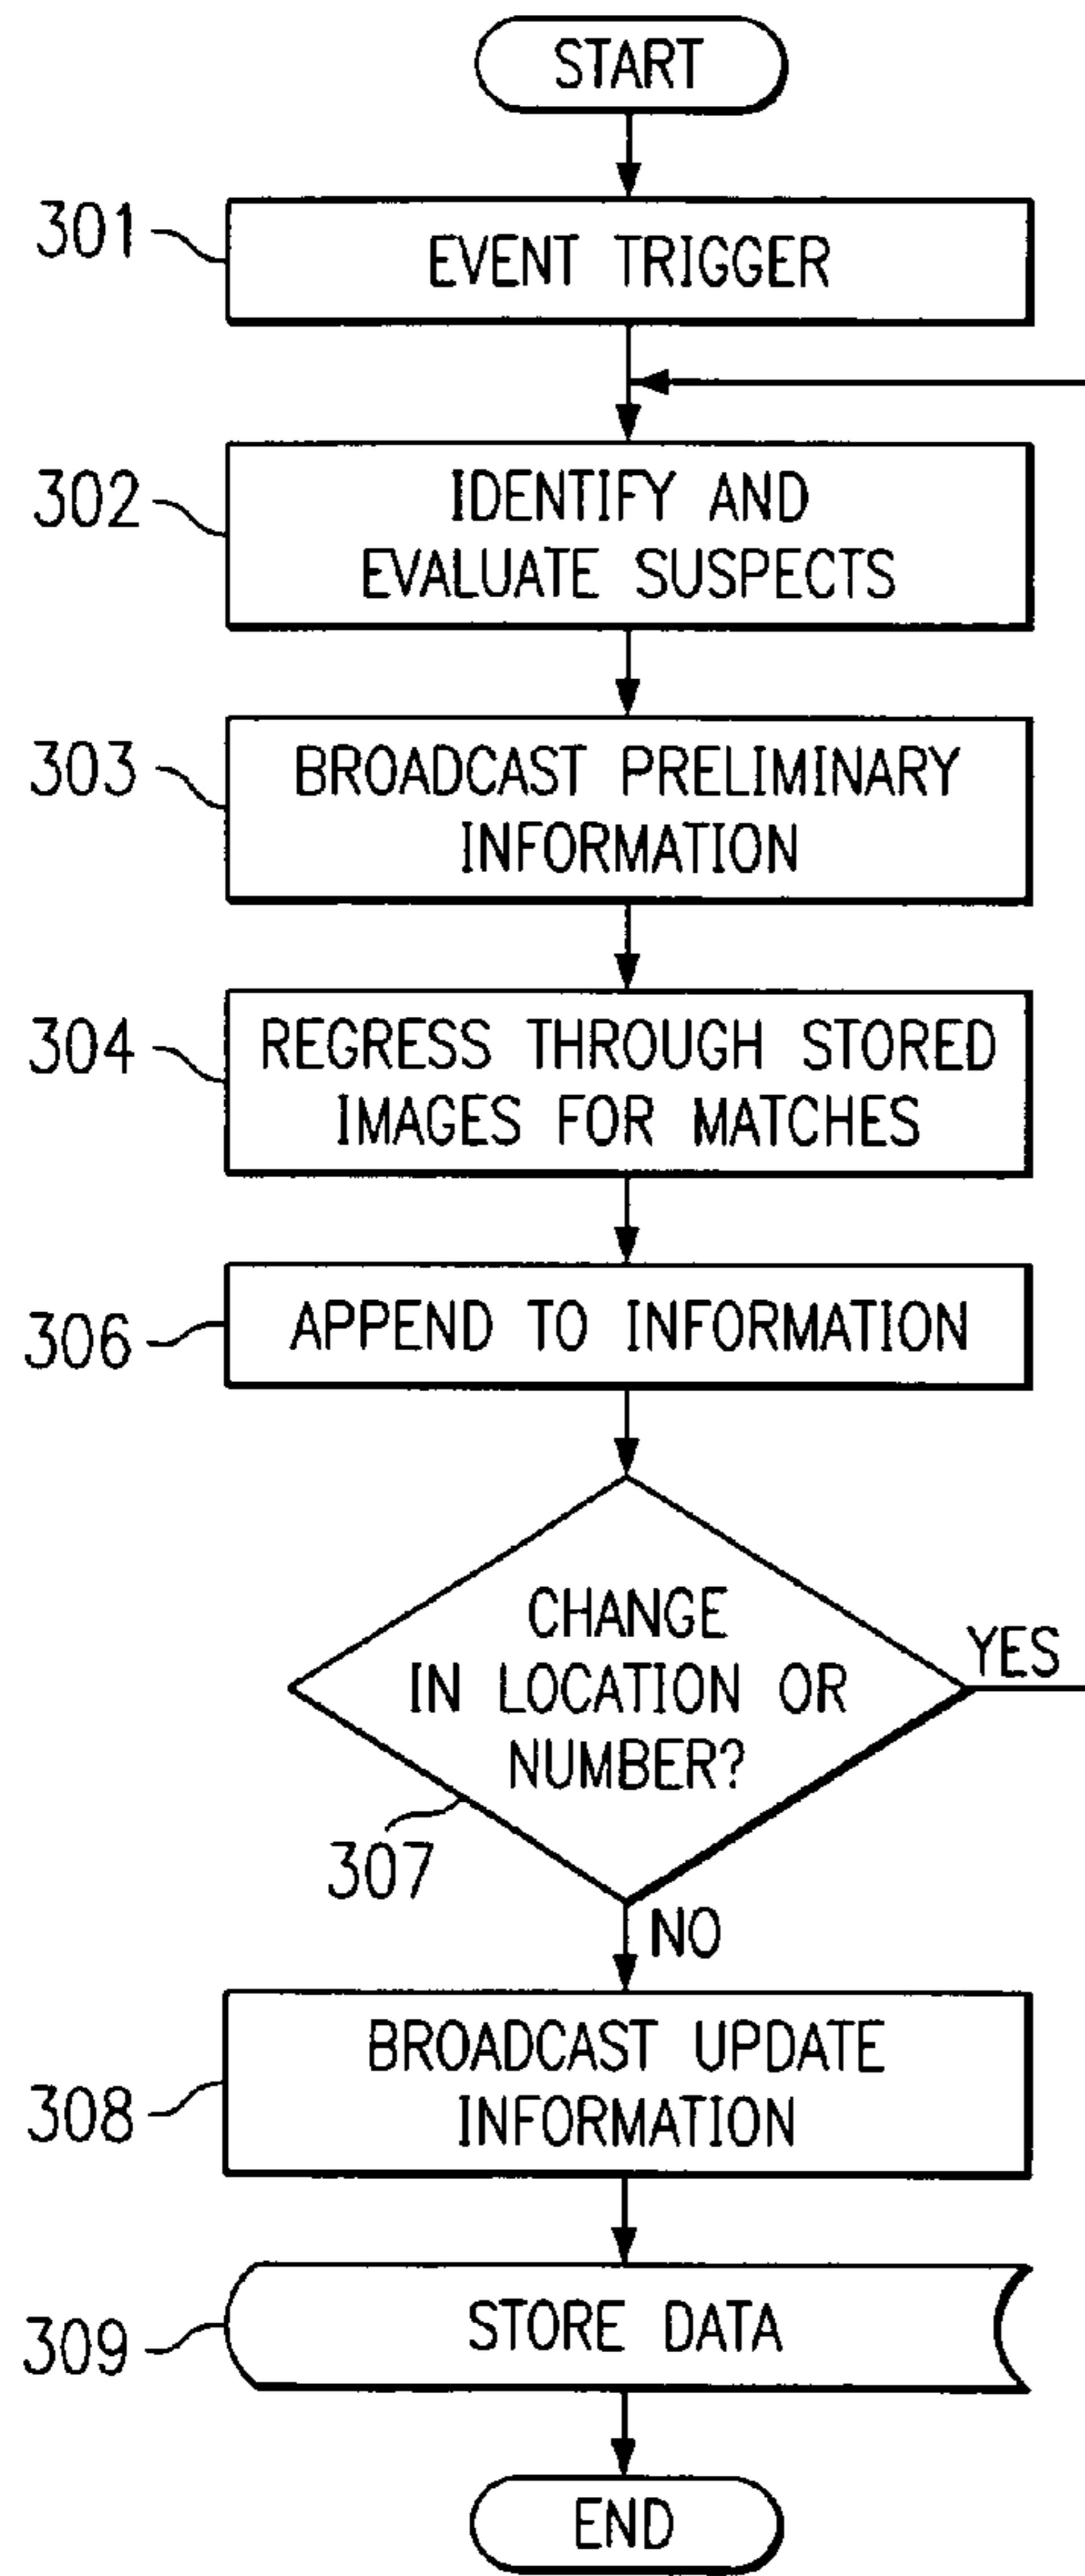 START
301
EVENT TRIGGER
302
IDENTIFY AND
EVALUATE SUSPECTS
303
BROADCAST PRELIMINARY
INFORMATION
304
REGRESS THROUGH STORED
IMAGES FOR MATCHES
306
APPEND TO INFORMATION
CHANGE
IN LOCATION OR
NUMBER?
YES
307
NO
BROADCAST UPDATE
INFORMATION
308
STORE DATA
309
END